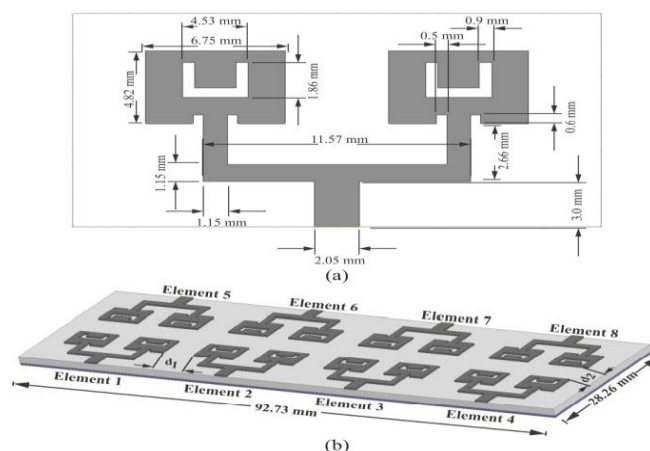 4.53 mm
6.75 mm
0.9 mm
0.5 mm
4.82 mm
1.86 mm
0.6 mm
11.57 mm
2.66 mm
1.15 mm
3.0 mm
1.15 mm
2.05 mm
(a)
Element 5
Element 6
Element 7
Element 8
d1
d2
Element 1
Element 2
Element 3
Element 4
28.26 mm
92.73 mm
(b)